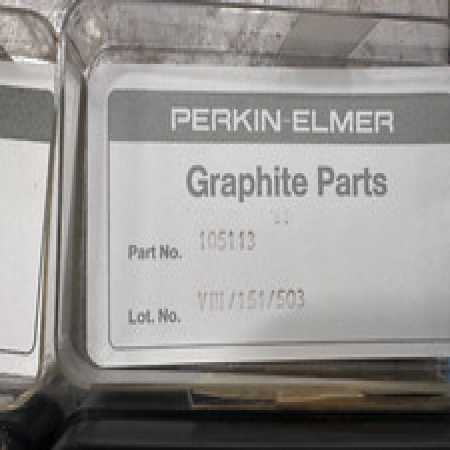 PERKIN-ELMER
Graphite Parts
Part No. 105113
Lot. No. VIII/151/503